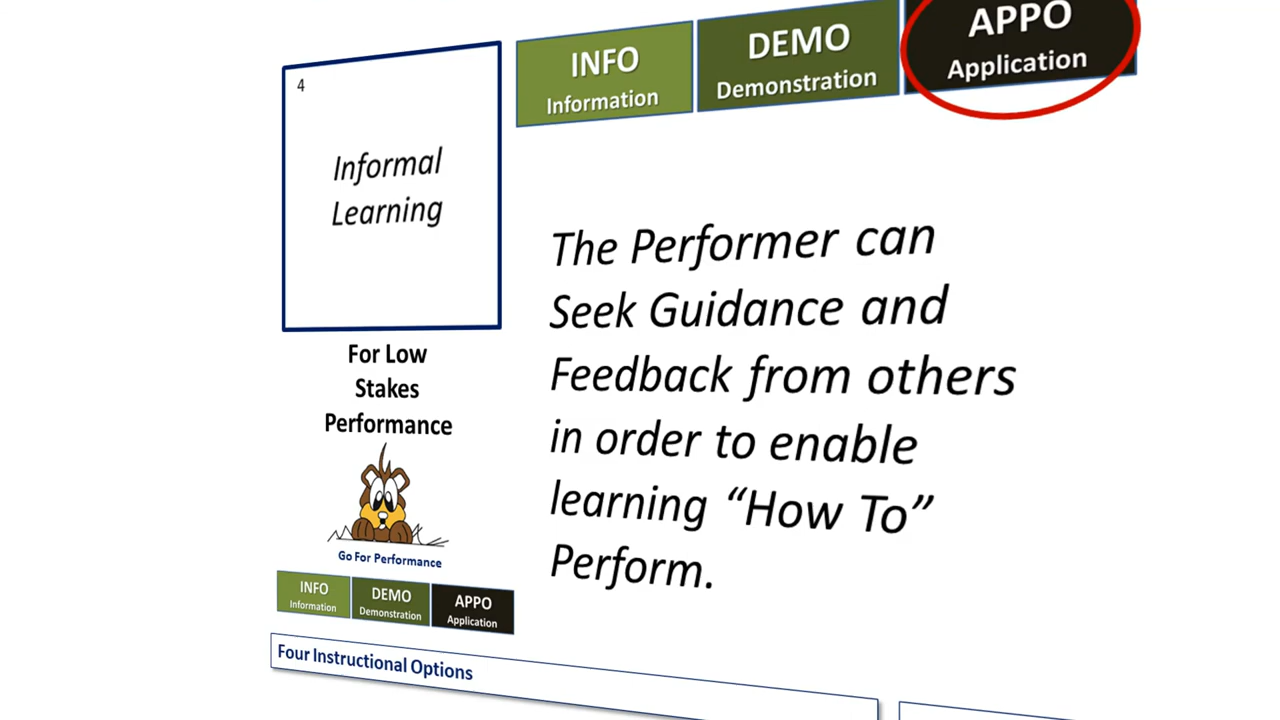 4
Informal
Learning
For Low
Stakes
Performance
Go For Performance
INFO
Information
DEMO
Demonstration
APPO
Application
INFO
Information
DEMO
Demonstration
APPO
Application
The Performer can
Seek Guidance and
Feedback from others
in order to enable
learning “How To”
Perform.
Four Instructional Options